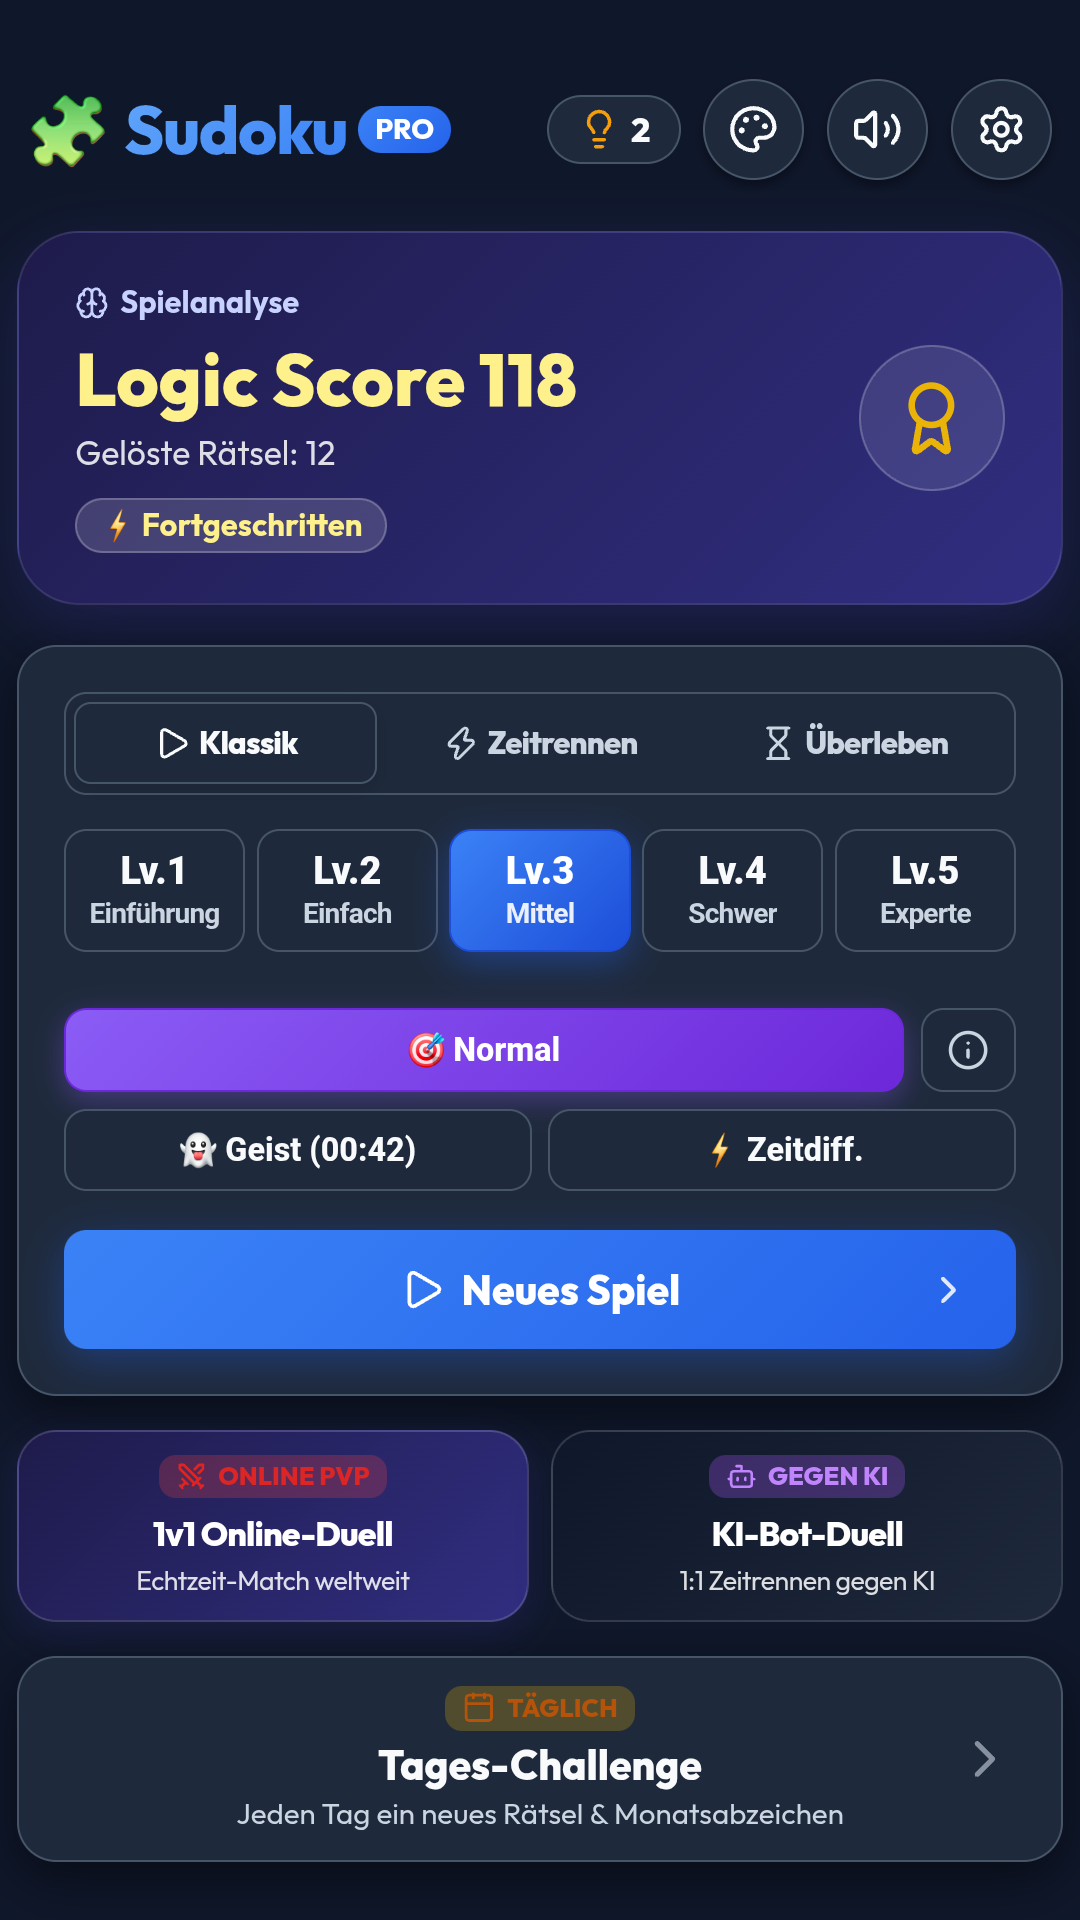 Sudoku PRO
2
Spielanalyse
Logic Score 118
Gelöste Rätsel: 12
Fortgeschritten
Klassik
Zeitrennen
Überleben
Lv.1
Einführung
Lv.2
Einfach
Lv.3
Mittel
Lv.4
Schwer
Lv.5
Experte
Normal
Geist (00:42)
Zeitdiff.
Neues Spiel
ONLINE PVP
1v1 Online-Duell
Echtzeit-Match weltweit
GEGEN KI
KI-Bot-Duell
1:1 Zeitrennen gegen KI
TÄGLICH
Tages-Challenge
Jeden Tag ein neues Rätsel & Monatsabzeichen